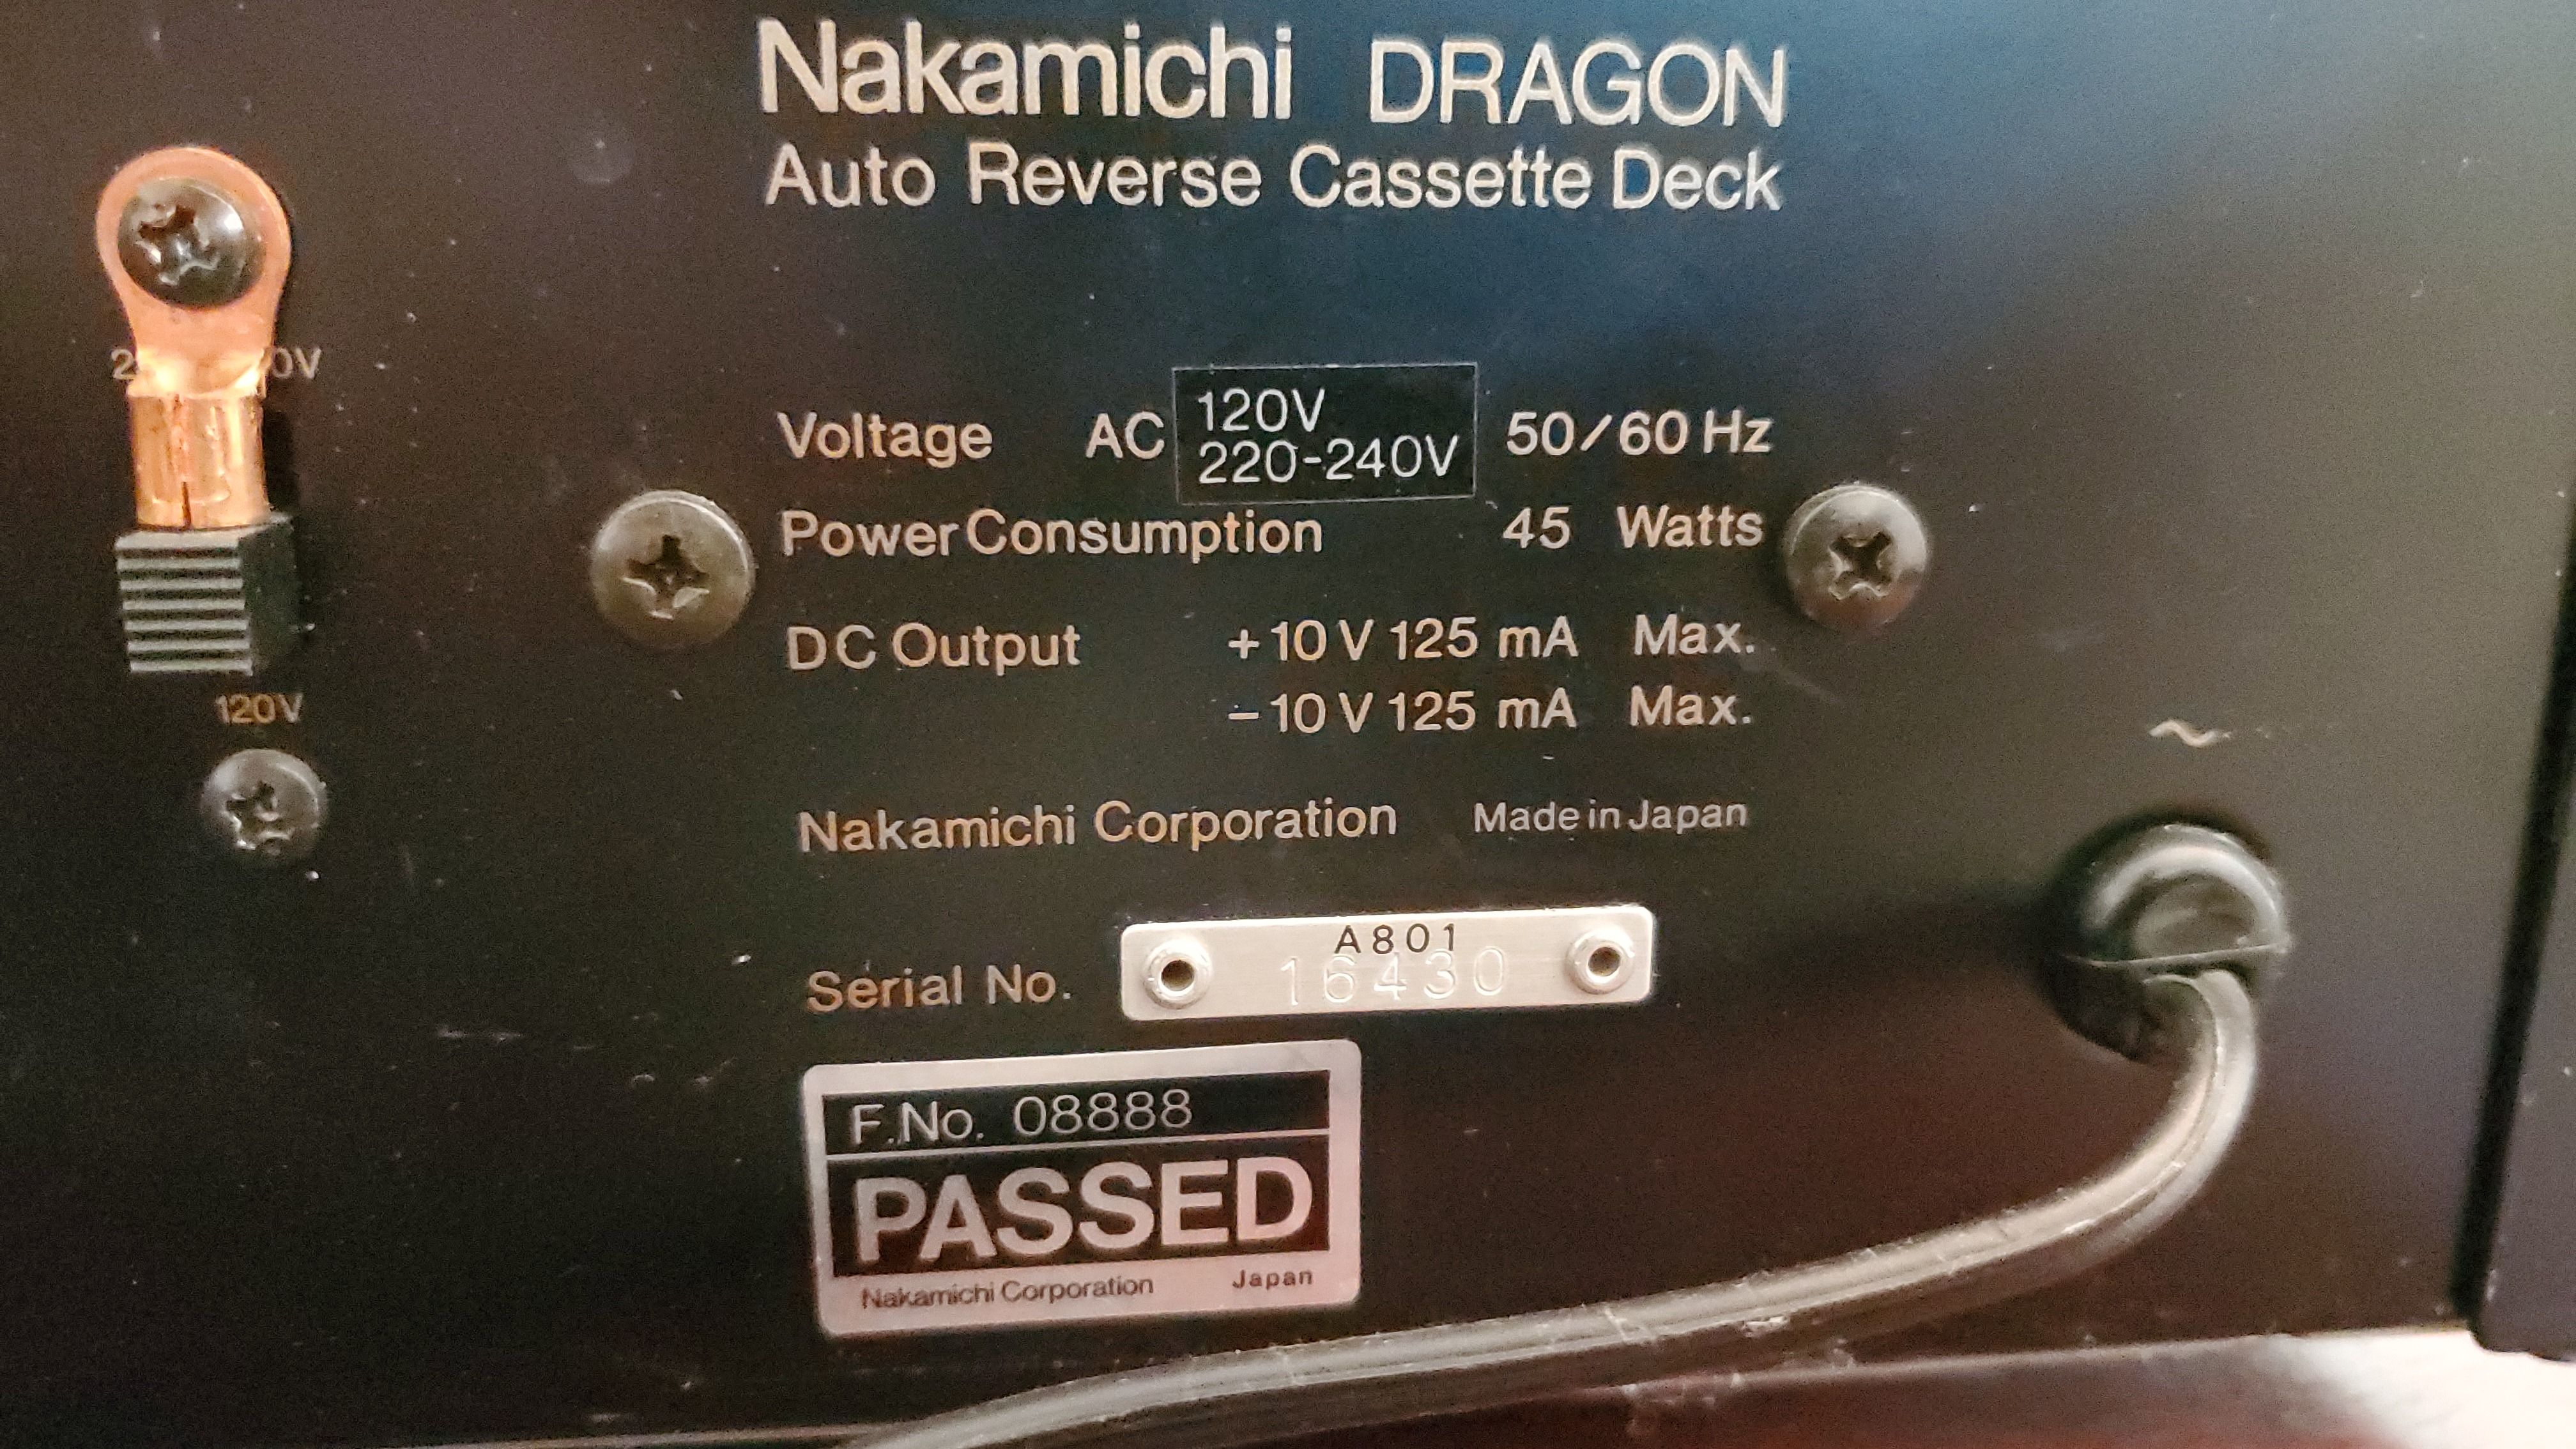 Nakamichi DRAGON
Auto Reverse Cassette Deck
Voltage AC 120V 220-240V 50/60 Hz
Power Consumption 45 Watts
DC Output +10 V 125 mA Max.
−10 V 125 mA Max.
120V
Nakamichi Corporation Made in Japan
A801
Serial No. 16430
F.No. 08888
PASSED
Nakamichi Corporation Japan
~